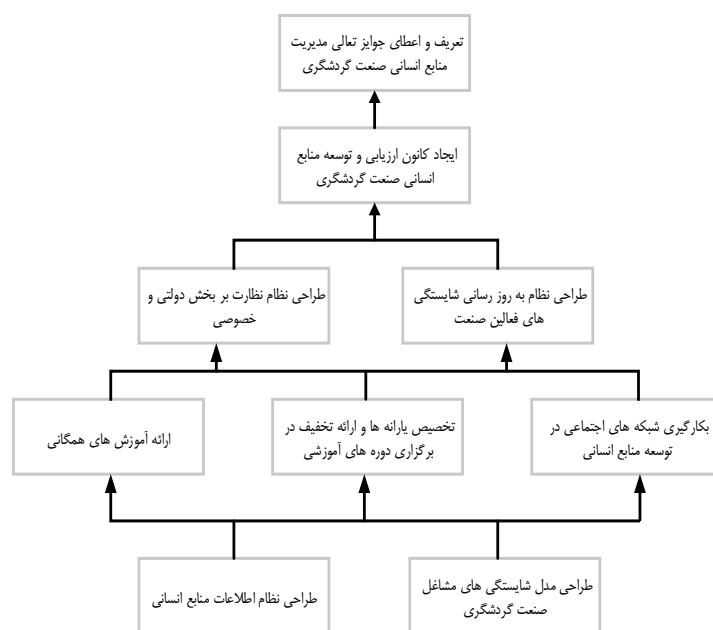 تعریف و اعطای جوایز تعالی مدیریت
منابع انسانی صنعت گردشگری
ایجاد کانون ارزیابی و توسعه منابع
انسانی صنعت گردشگری
طراحی نظام به روز رسانی شایستگی
های فعالین صنعت
طراحی نظام نظارت بر بخش دولتی و
خصوصی
بکارگیری شبکه های اجتماعی در
توسعه منابع انسانی
تخصیص یارانه ها و ارائه تخفیف در
برگزاری دوره های آموزشی
ارائه آموزش های همگانی
طراحی مدل شایستگی های مشاغل
صنعت گردشگری
طراحی نظام اطلاعات منابع انسانی